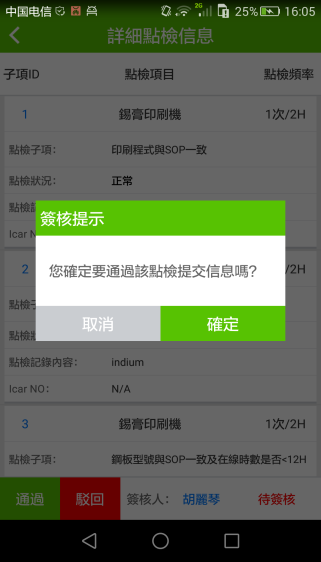 中国电信 2G 25% 16:05
詳細點檢信息
子項ID 點檢項目 點檢頻率
1 錫膏印刷機 1次/2H
點檢子項: 印刷程式與SOP一致
點檢狀況: 正常
點檢
Icar N
簽核提示
您確定要通過該點檢提交信息嗎?
取消 確定
2 /2H
點檢
點檢
點檢記錄內容: indium
Icar NO: N/A
3 錫膏印刷機 1次/2H
點檢子項: 鋼板型號與SOP一致及在線時數是否<12H
通過 駁回 簽核人: 胡麗琴 待簽核